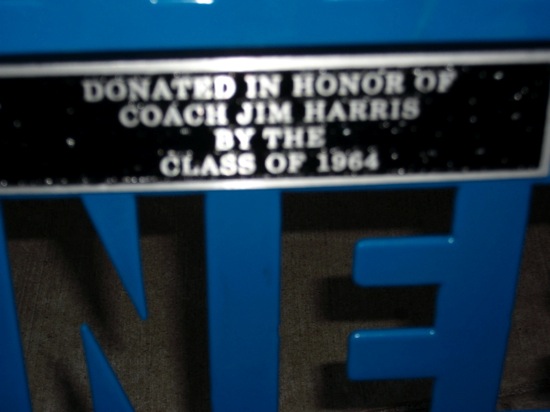 DONATED IN HONOR OF
COACH JIM HARRIS
BY THE
CLASS OF 1964
NE